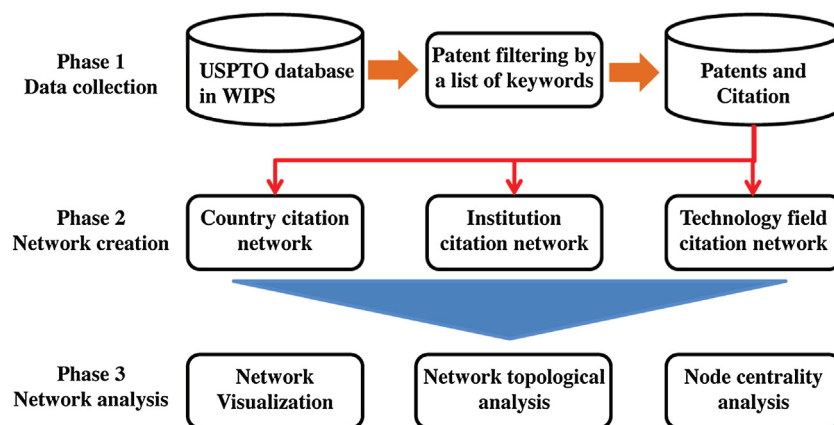 Phase 1
Data collection
USPTO database
in WIPS
Patent filtering by
a list of keywords
Patents and
Citation
Phase 2
Network creation
Country citation
network
Institution
citation network
Technology field
citation network
Phase 3
Network analysis
Network
Visualization
Network topological
analysis
Node centrality
analysis